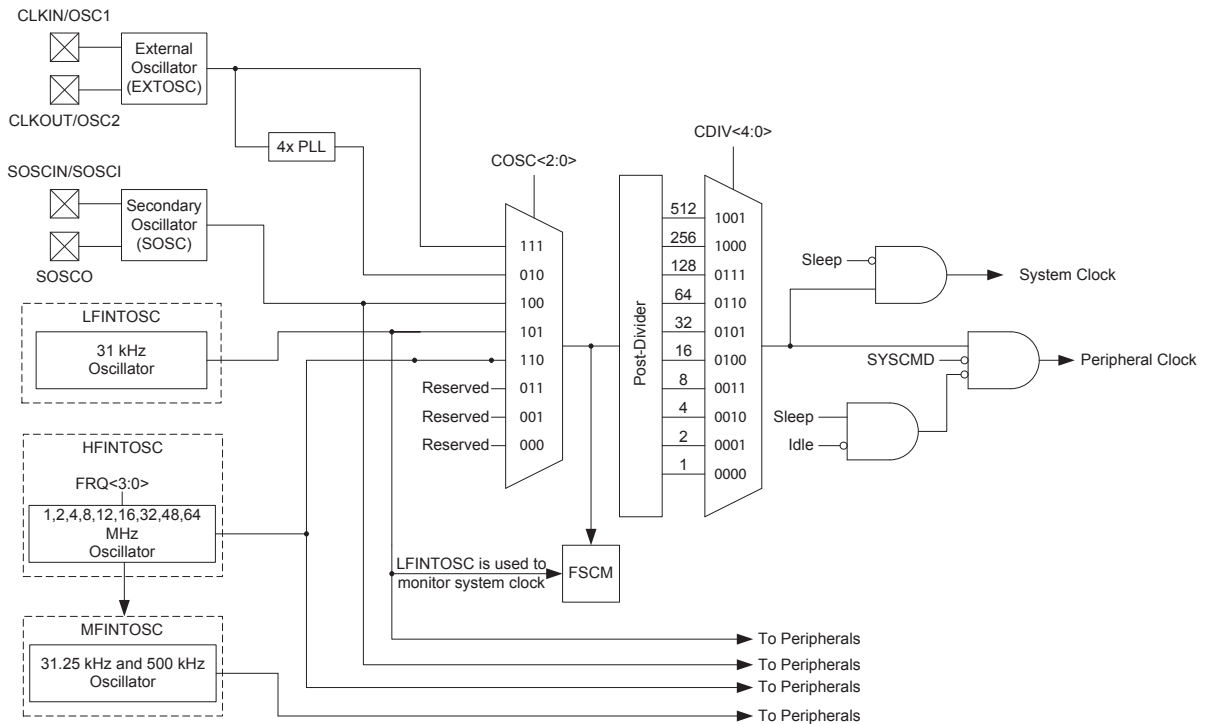 CLKIN/OSC1
External
Oscillator
(EXTOSC)
CLKOUT/OSC2
4x PLL
SOSCIN/SOSCI
Secondary
Oscillator
(SOSC)
SOSCO
LFINTOSC
31 kHz
Oscillator
HFINTOSC
FRQ<3:0>
1,2,4,8,12,16,32,48,64
MHz
Oscillator
MFINTOSC
31.25 kHz and 500 kHz
Oscillator
COSC<2:0>
111
010
100
101
110
Reserved 011
Reserved 001
Reserved 000
LFINTOSC is used to
monitor system clock
FSCM
Post-Divider
CDIV<4:0>
512 1001
256 1000
128 0111
64 0110
32 0101
16 0100
8 0011
4 0010
2 0001
1 0000
Sleep
System Clock
SYSCMD
Peripheral Clock
Sleep
Idle
To Peripherals
To Peripherals
To Peripherals
To Peripherals